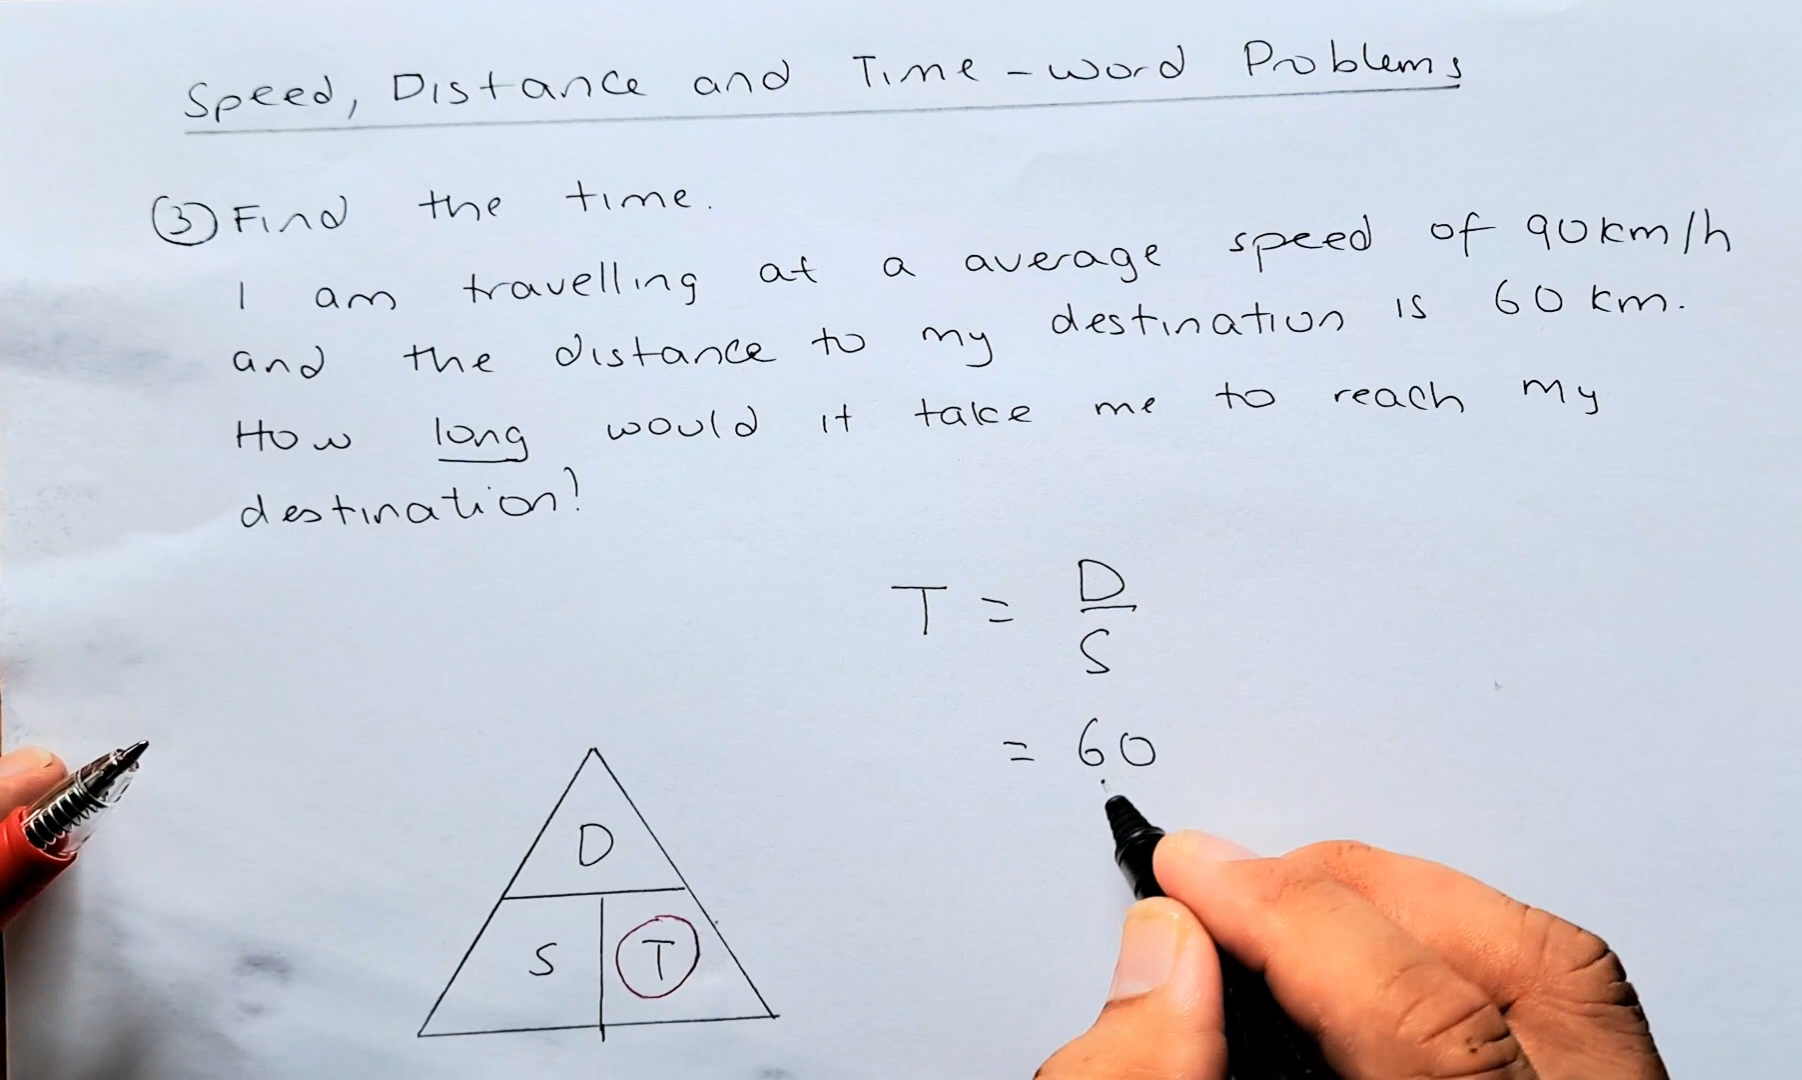 Speed, Distance and Time - word Problems
③ Find the time.
I am travelling at a average speed of 90km/h
and the distance to my destination is 60 km.
How long would it take me to reach my
destination?
T = D
S
= 60
D
S T